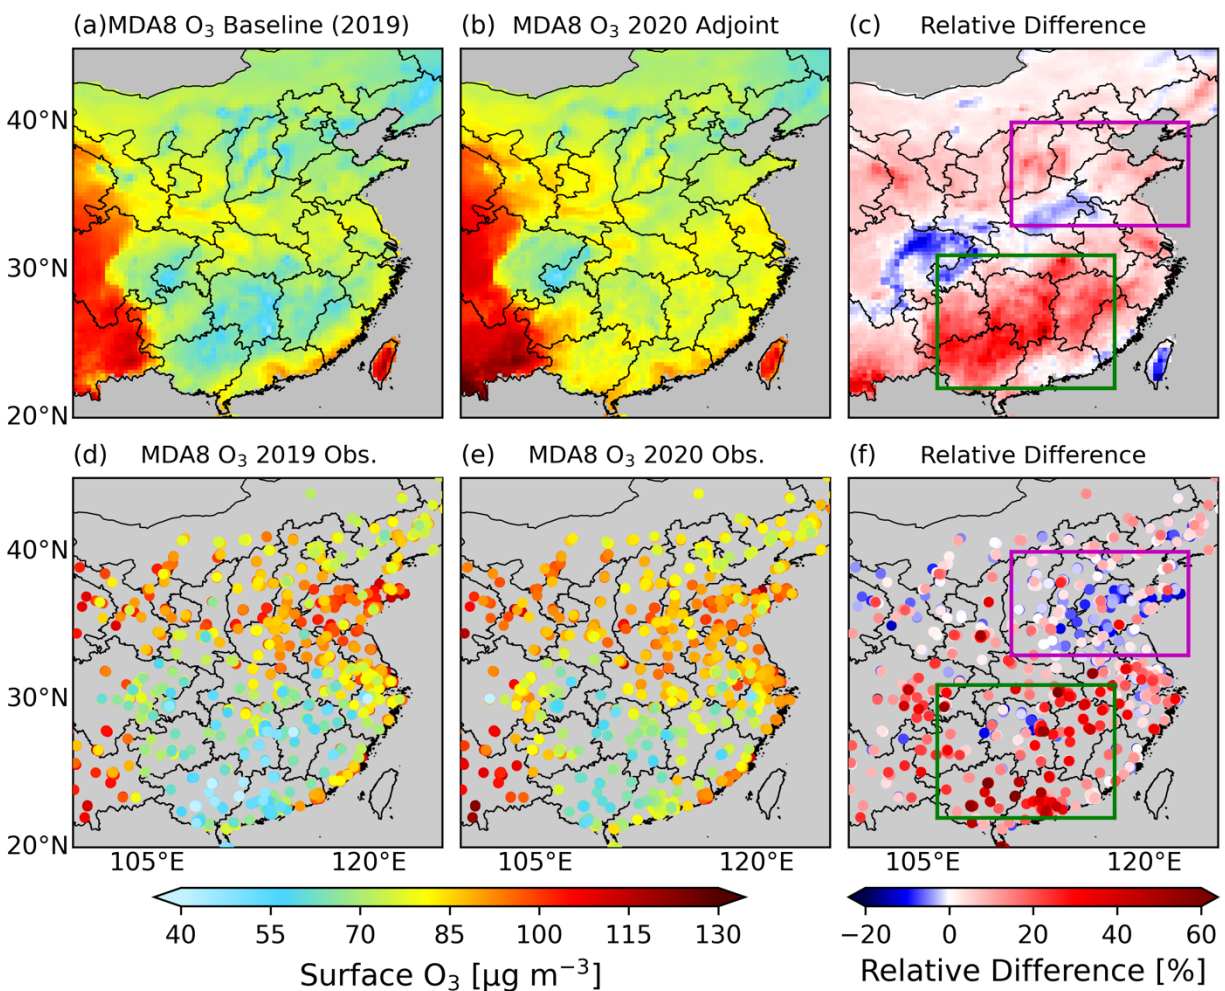 (a)MDA8 O₃ Baseline (2019)
(b) MDA8 O₃ 2020 Adjoint
(c) Relative Difference
40°N
30°N
20°N
(d) MDA8 O₃ 2019 Obs.
(e) MDA8 O₃ 2020 Obs.
(f) Relative Difference
40°N
30°N
20°N
105°E 120°E 105°E 120°E 105°E 120°E
40 55 70 85 100 115 130
Surface O₃ [µg m⁻³]
−20 0 20 40 60
Relative Difference [%]